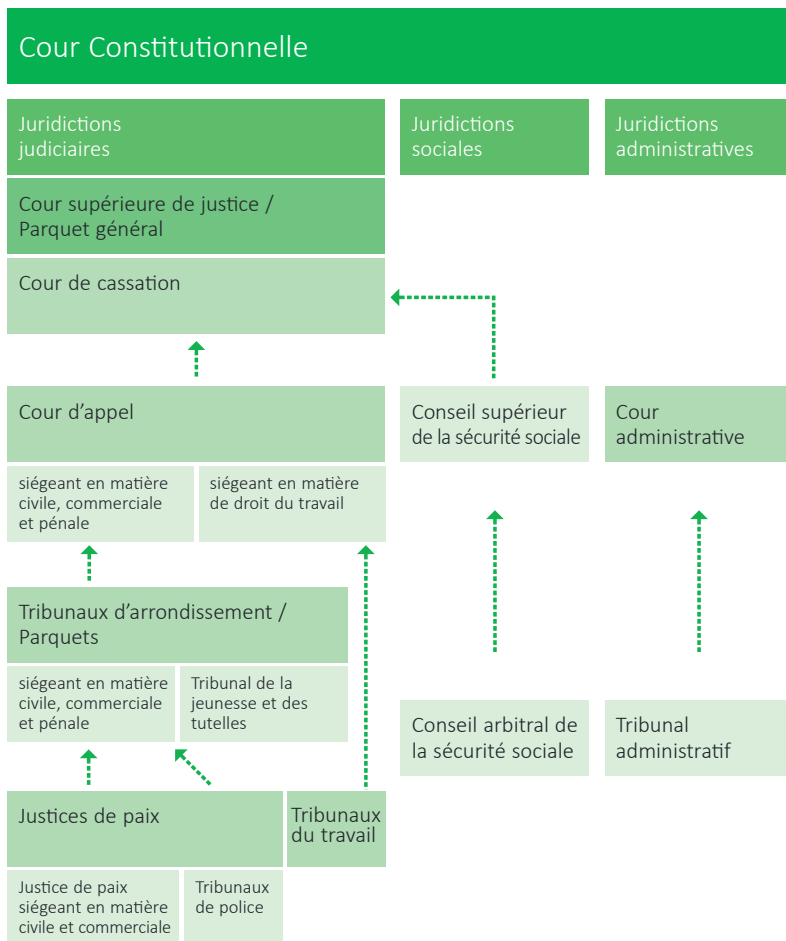 Cour Constitutionnelle
Juridictions
judiciaires
Juridictions
sociales
Juridictions
administratives
Cour supérieure de justice /
Parquet général
Cour de cassation
Cour d’appel
siégeant en matière
civile, commerciale
et pénale
siégeant en matière
de droit du travail
Conseil supérieur
de la sécurité sociale
Cour
administrative
Tribunaux d’arrondissement /
Parquets
siégeant en matière
civile, commerciale
et pénale
Tribunal de la
jeunesse et des
tutelles
Conseil arbitral de
la sécurité sociale
Tribunal
administratif
Justices de paix
Tribunaux
du travail
Justice de paix
siégeant en matière
civile et commerciale
Tribunaux
de police